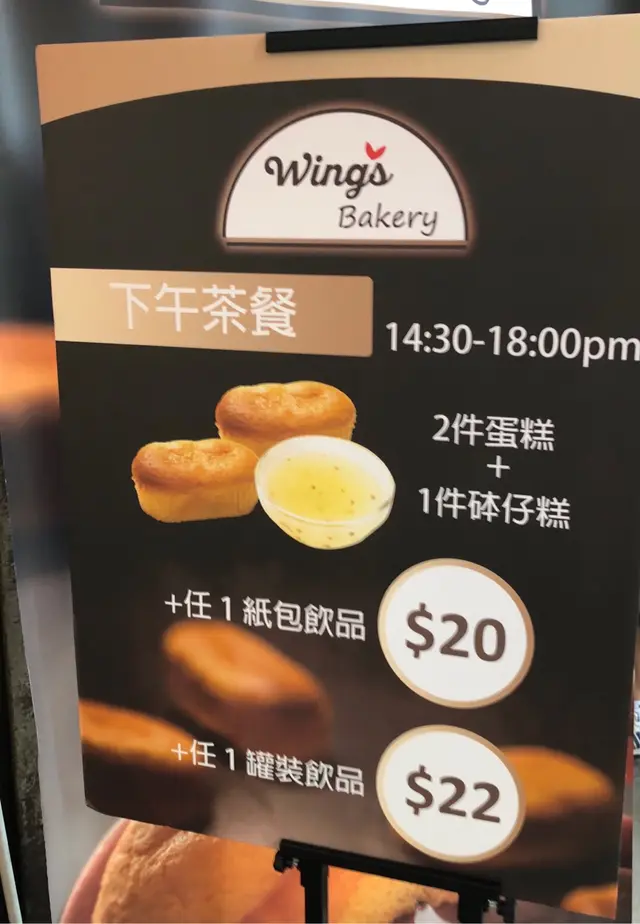 Wings
Bakery
下午茶餐
14:30-18:00pm
2件蛋糕
+
1件砵仔糕
+任1紙包飲品
$20
+任1罐裝飲品
$22